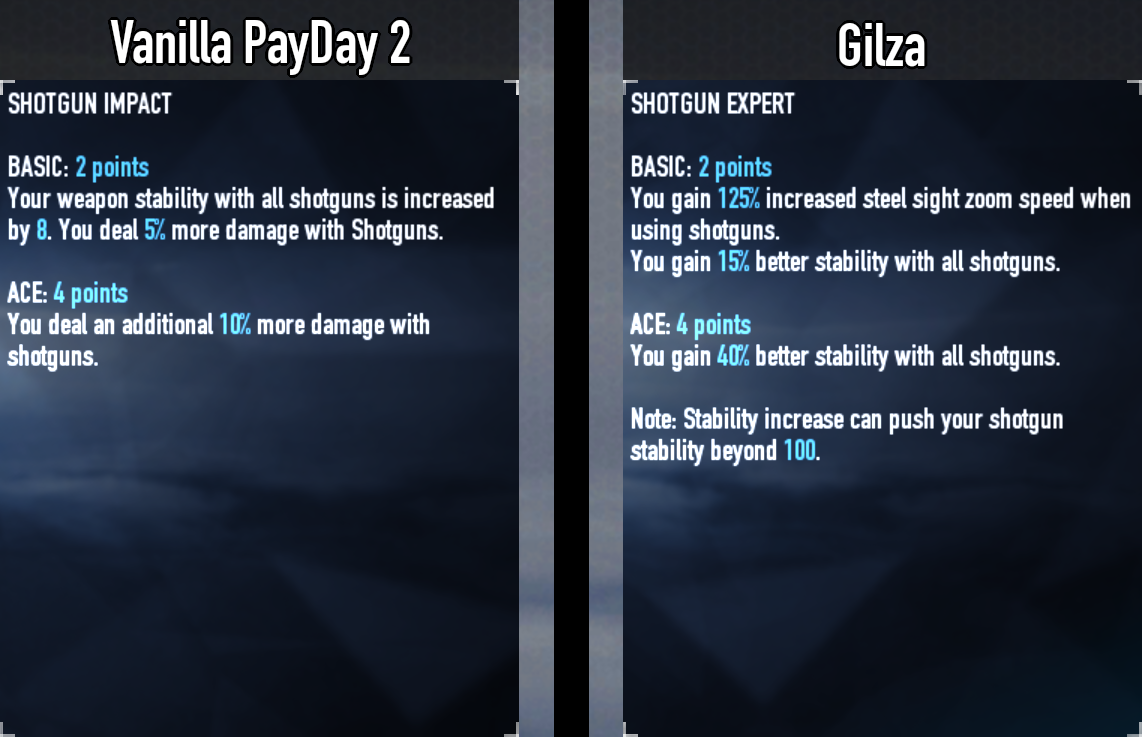 Vanilla PayDay 2
SHOTGUN IMPACT
BASIC: 2 points
Your weapon stability with all shotguns is increased
by 8. You deal 5% more damage with Shotguns.
ACE: 4 points
You deal an additional 10% more damage with
shotguns.
Gilza
SHOTGUN EXPERT
BASIC: 2 points
You gain 125% increased steel sight zoom speed when
using shotguns.
You gain 15% better stability with all shotguns.
ACE: 4 points
You gain 40% better stability with all shotguns.
Note: Stability increase can push your shotgun
stability beyond 100.